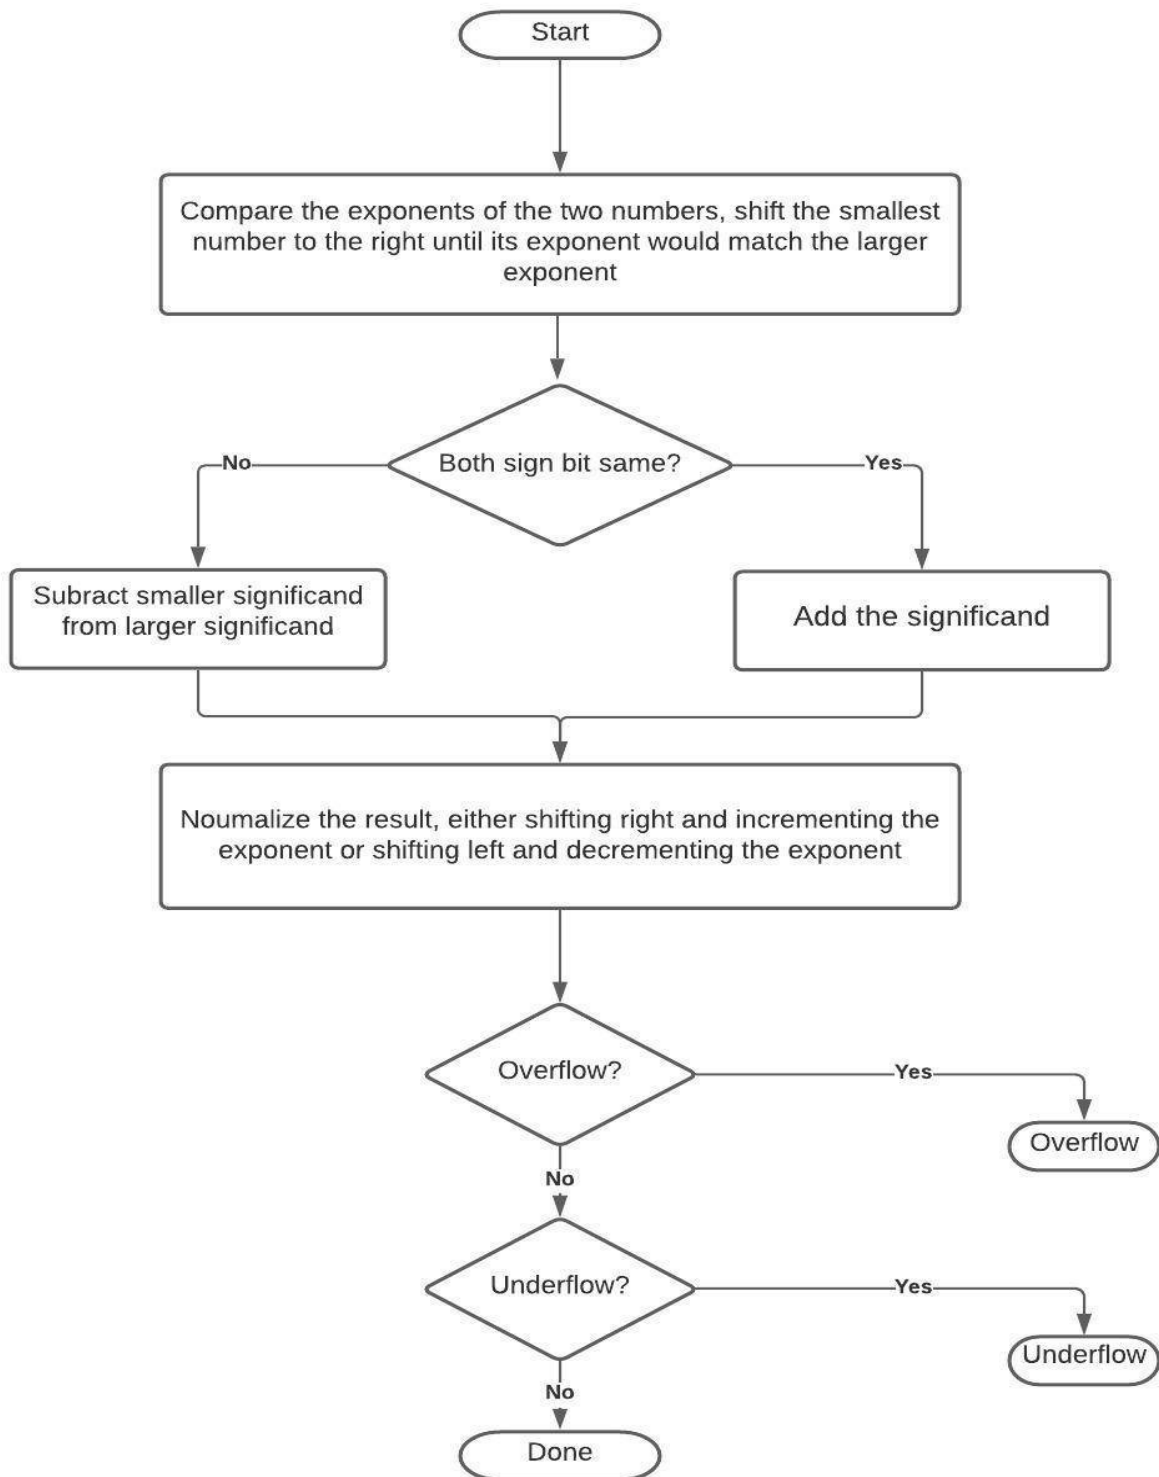 Start
Compare the exponents of the two numbers, shift the smallest
number to the right until its exponent would match the larger
exponent
Both sign bit same?
No
Yes
Subract smaller significand
from larger significand
Add the significand
Noumalize the result, either shifting right and incrementing the
exponent or shifting left and decrementing the exponent
Overflow?
Yes
Overflow
No
Underflow?
Yes
Underflow
No
Done